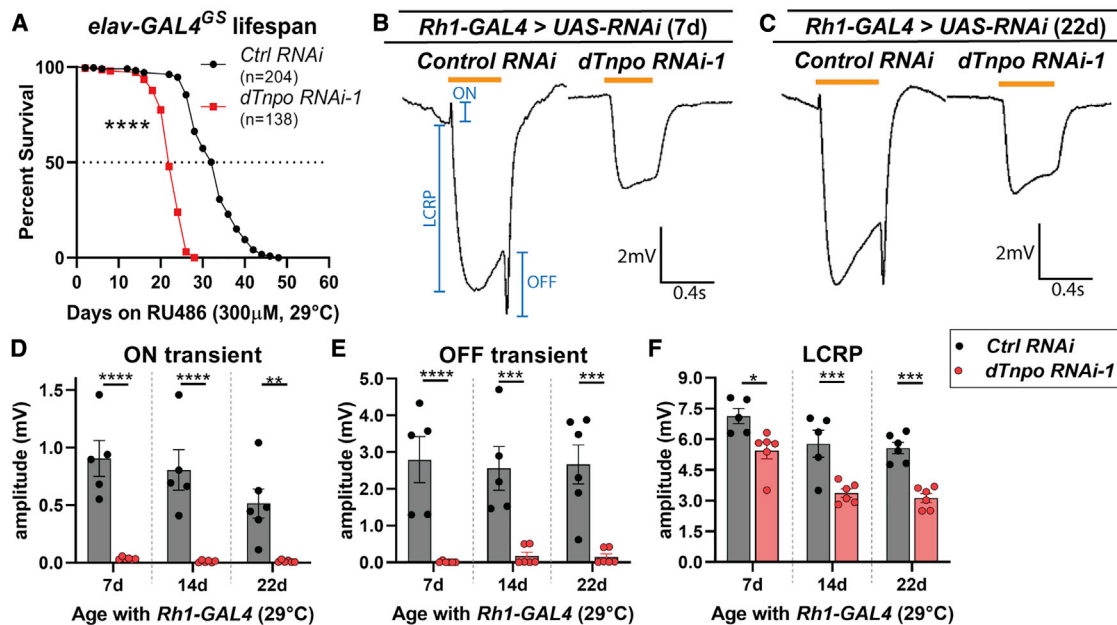 A
elav-GAL4GS lifespan
Ctrl RNAi
(n=204)
dTnpo RNAi-1
(n=138)
****
Percent Survival
100
50
0
0 10 20 30 40 50 60
Days on RU486 (300μM, 29°C)
B
Rh1-GAL4 > UAS-RNAi (7d)
Control RNAi dTnpo RNAi-1
ON
LCRP
OFF
2mV
0.4s
C
Rh1-GAL4 > UAS-RNAi (22d)
Control RNAi dTnpo RNAi-1
2mV
0.4s
D
ON transient
amplitude (mV)
1.5
1.0
0.5
0.0
**** **** **
7d 14d 22d
Age with Rh1-GAL4 (29°C)
E
OFF transient
amplitude (mV)
5.0
4.0
3.0
2.0
1.0
0.0
**** *** ***
7d 14d 22d
Age with Rh1-GAL4 (29°C)
F
LCRP
amplitude (mV)
9.0
7.5
6.0
4.5
3.0
1.5
0.0
* *** ***
7d 14d 22d
Age with Rh1-GAL4 (29°C)
Ctrl RNAi
dTnpo RNAi-1